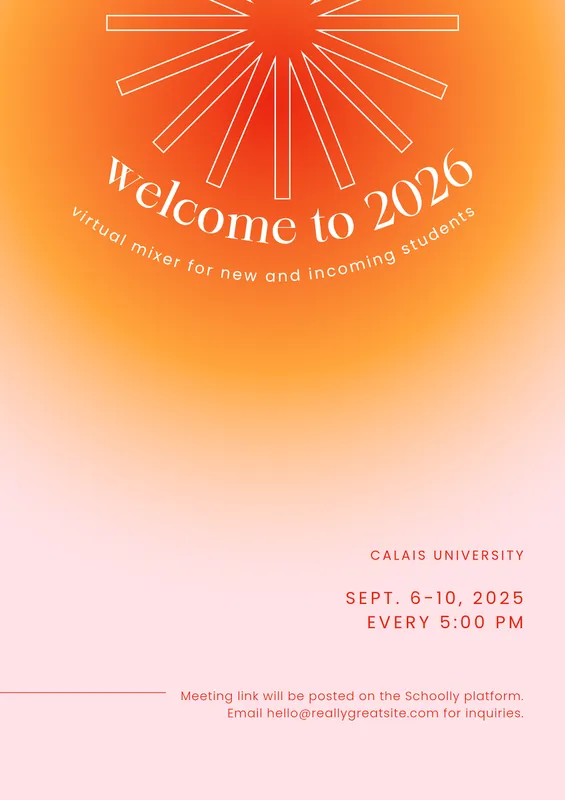 welcome to 2026
virtual mixer for new and incoming students
CALAIS UNIVERSITY
SEPT. 6-10, 2025
EVERY 5:00 PM
Meeting link will be posted on the Schoolly platform.
Email hello@reallygreatsite.com for inquiries.